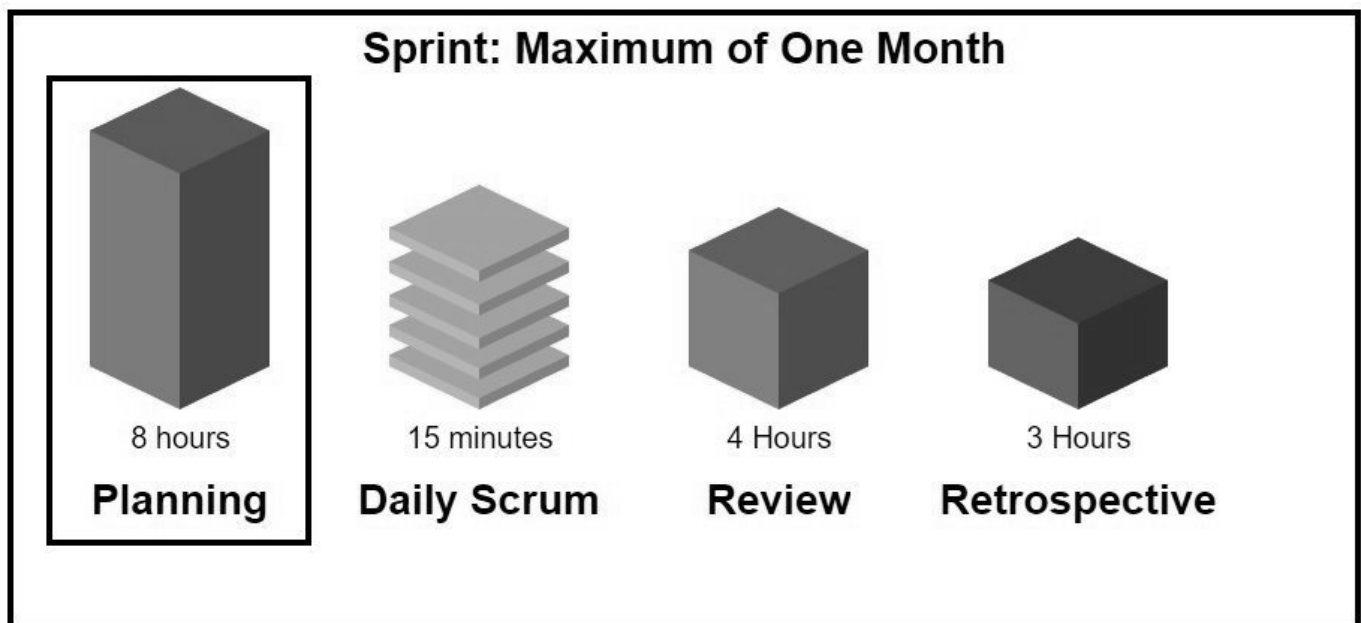 Sprint: Maximum of One Month
8 hours
15 minutes
4 Hours
3 Hours
Planning
Daily Scrum
Review
Retrospective